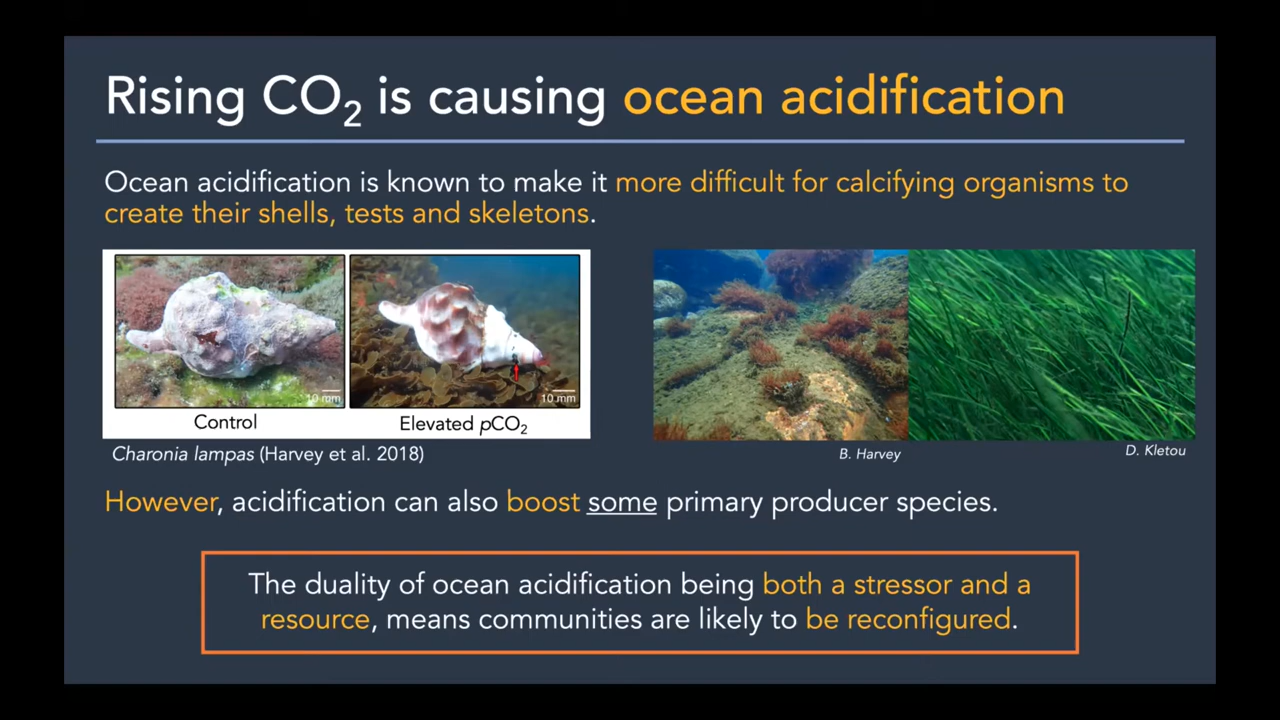 Rising CO₂ is causing ocean acidification
Ocean acidification is known to make it more difficult for calcifying organisms to
create their shells, tests and skeletons.
10 mm
10 mm
Control
Elevated pCO₂
Charonia lampas (Harvey et al. 2018)
B. Harvey
D. Kletou
However, acidification can also boost some primary producer species.
The duality of ocean acidification being both a stressor and a
resource, means communities are likely to be reconfigured.